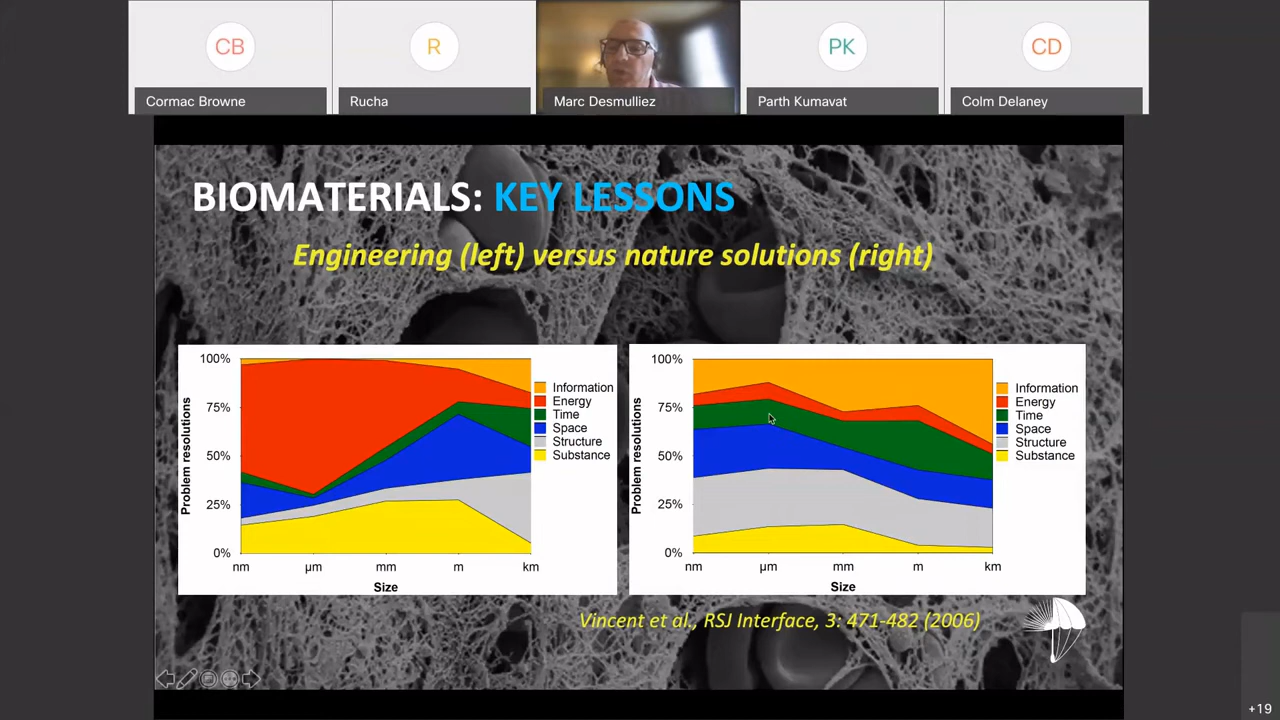 CB
R
PK
CD
Cormac Browne
Rucha
Marc Desmulliez
Parth Kumavat
Colm Delaney
BIOMATERIALS: KEY LESSONS
Engineering (left) versus nature solutions (right)
100%
75%
50%
25%
0%
Problem resolutions
nm
µm
mm
m
km
Size
Information
Energy
Time
Space
Structure
Substance
100%
75%
50%
25%
0%
Problem resolutions
nm
µm
mm
m
km
Size
Information
Energy
Time
Space
Structure
Substance
Vincent et al., RSJ Interface, 3: 471-482 (2006)
+19